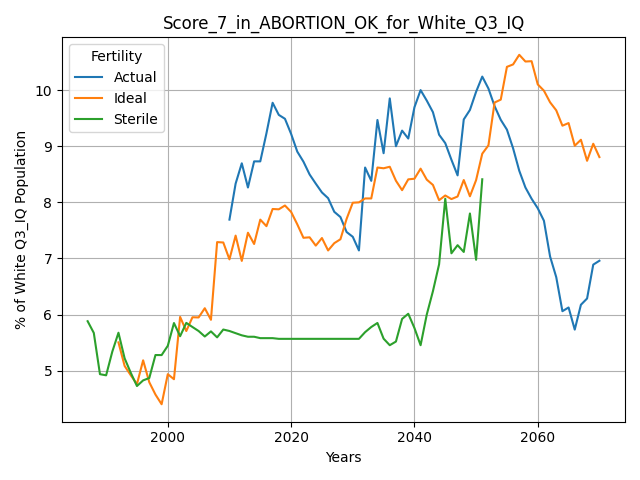 Score_7_in_ABORTION_OK_for_White_Q3_IQ
Fertility
Actual
Ideal
Sterile
% of White Q3_IQ Population
10
9
8
7
6
5
2000
2020
2040
2060
Years